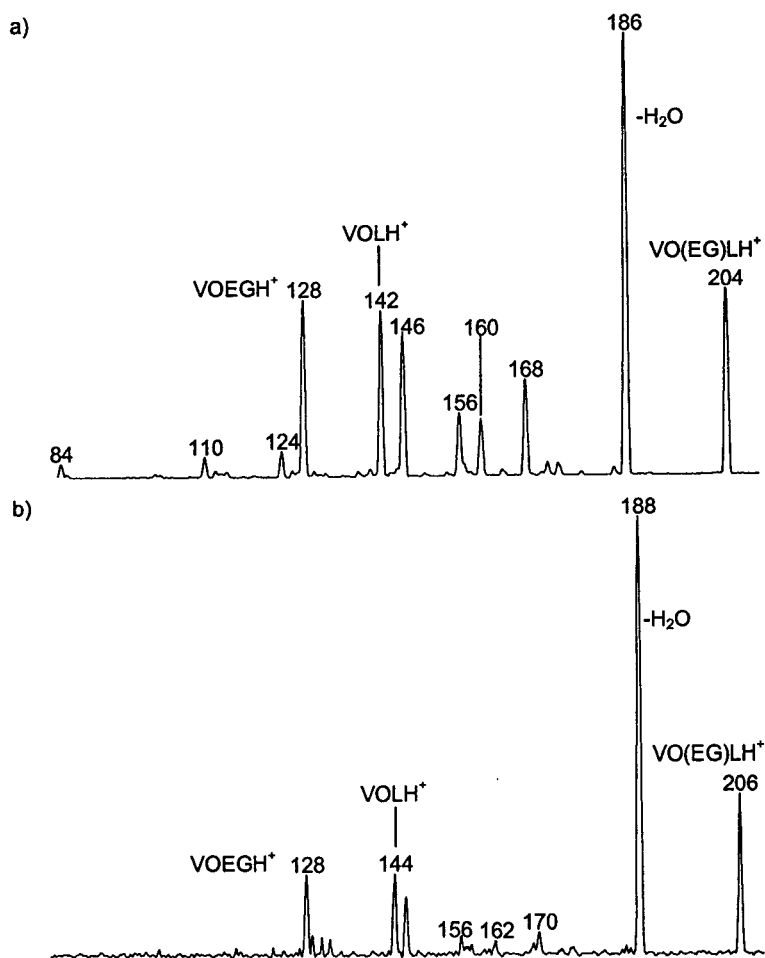 a)
186
-H₂O
VOLH⁺
VO(EG)LH⁺
VOEGH⁺ 128 142 146 160 204
168
156
84 110 124
b)
188
-H₂O
VO(EG)LH⁺
VOLH⁺ 206
VOEGH⁺ 128 144
156 162 170